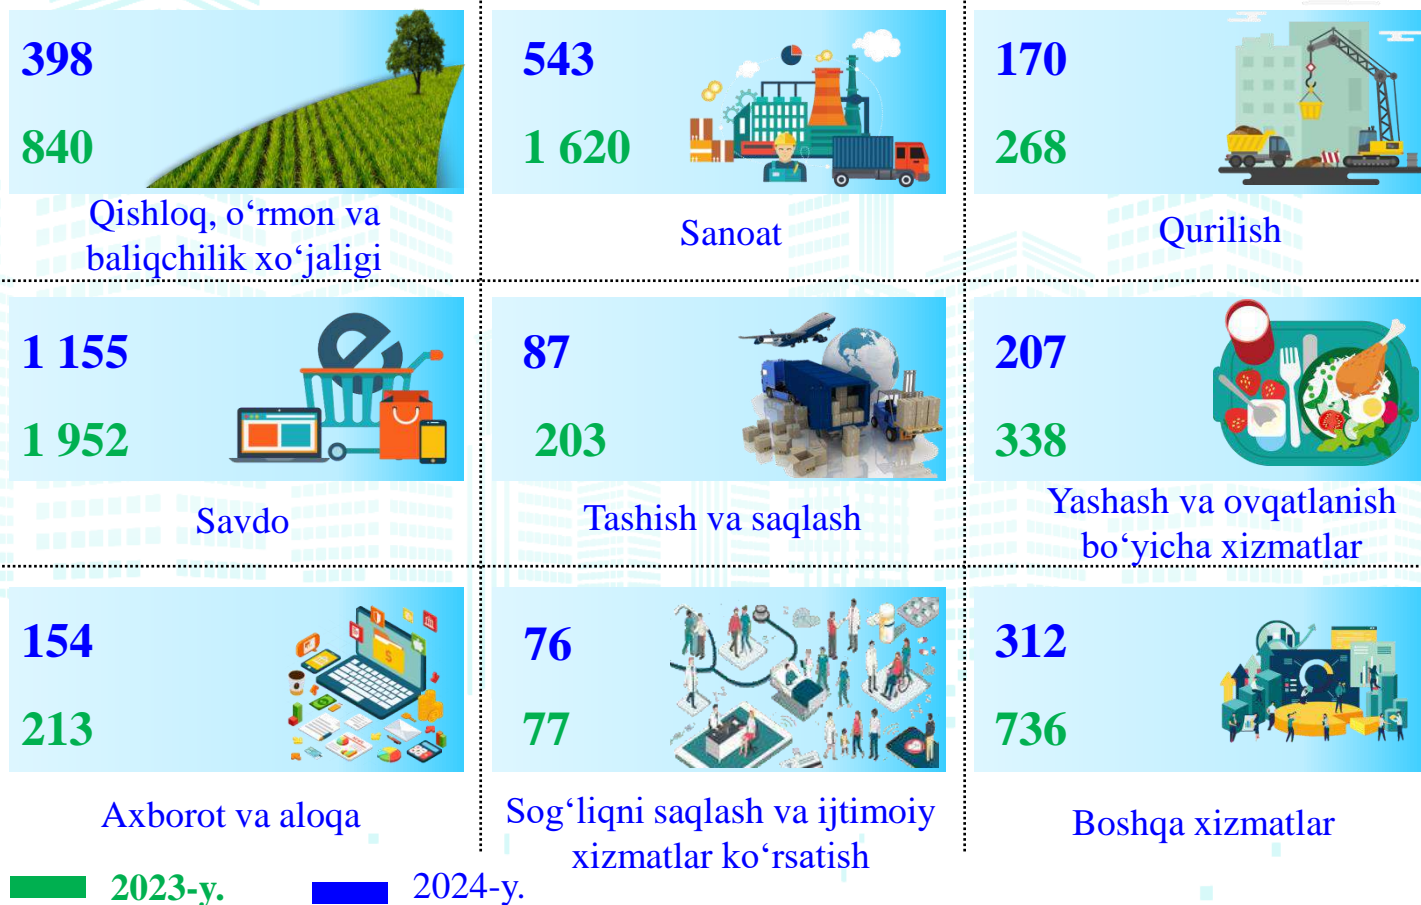 398
840
Qishloq, o‘rmon va
baliqchilik xo‘jaligi
543
1 620
Sanoat
170
268
Qurilish
1 155
1 952
Savdo
87
203
Tashish va saqlash
207
338
Yashash va ovqatlanish
bo‘yicha xizmatlar
154
213
Axborot va aloqa
76
77
Sog‘liqni saqlash va ijtimoiy
xizmatlar ko‘rsatish
312
736
Boshqa xizmatlar
2023-y.
2024-y.